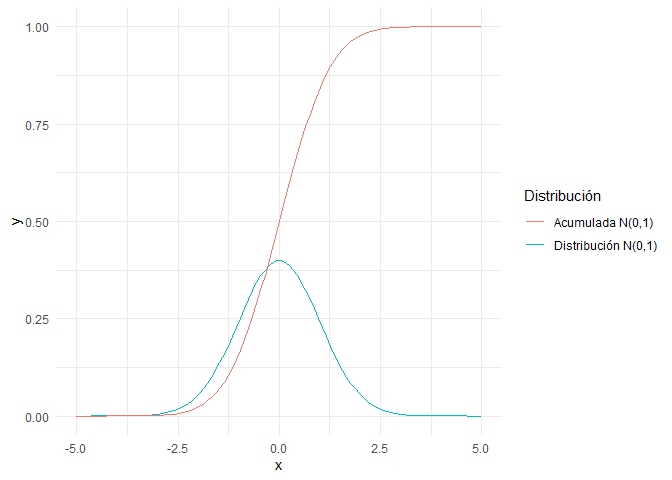 1.00
0.75
0.50
0.25
0.00
y
-5.0 -2.5 0.0 2.5 5.0
x
Distribución
Acumulada N(0,1)
Distribución N(0,1)